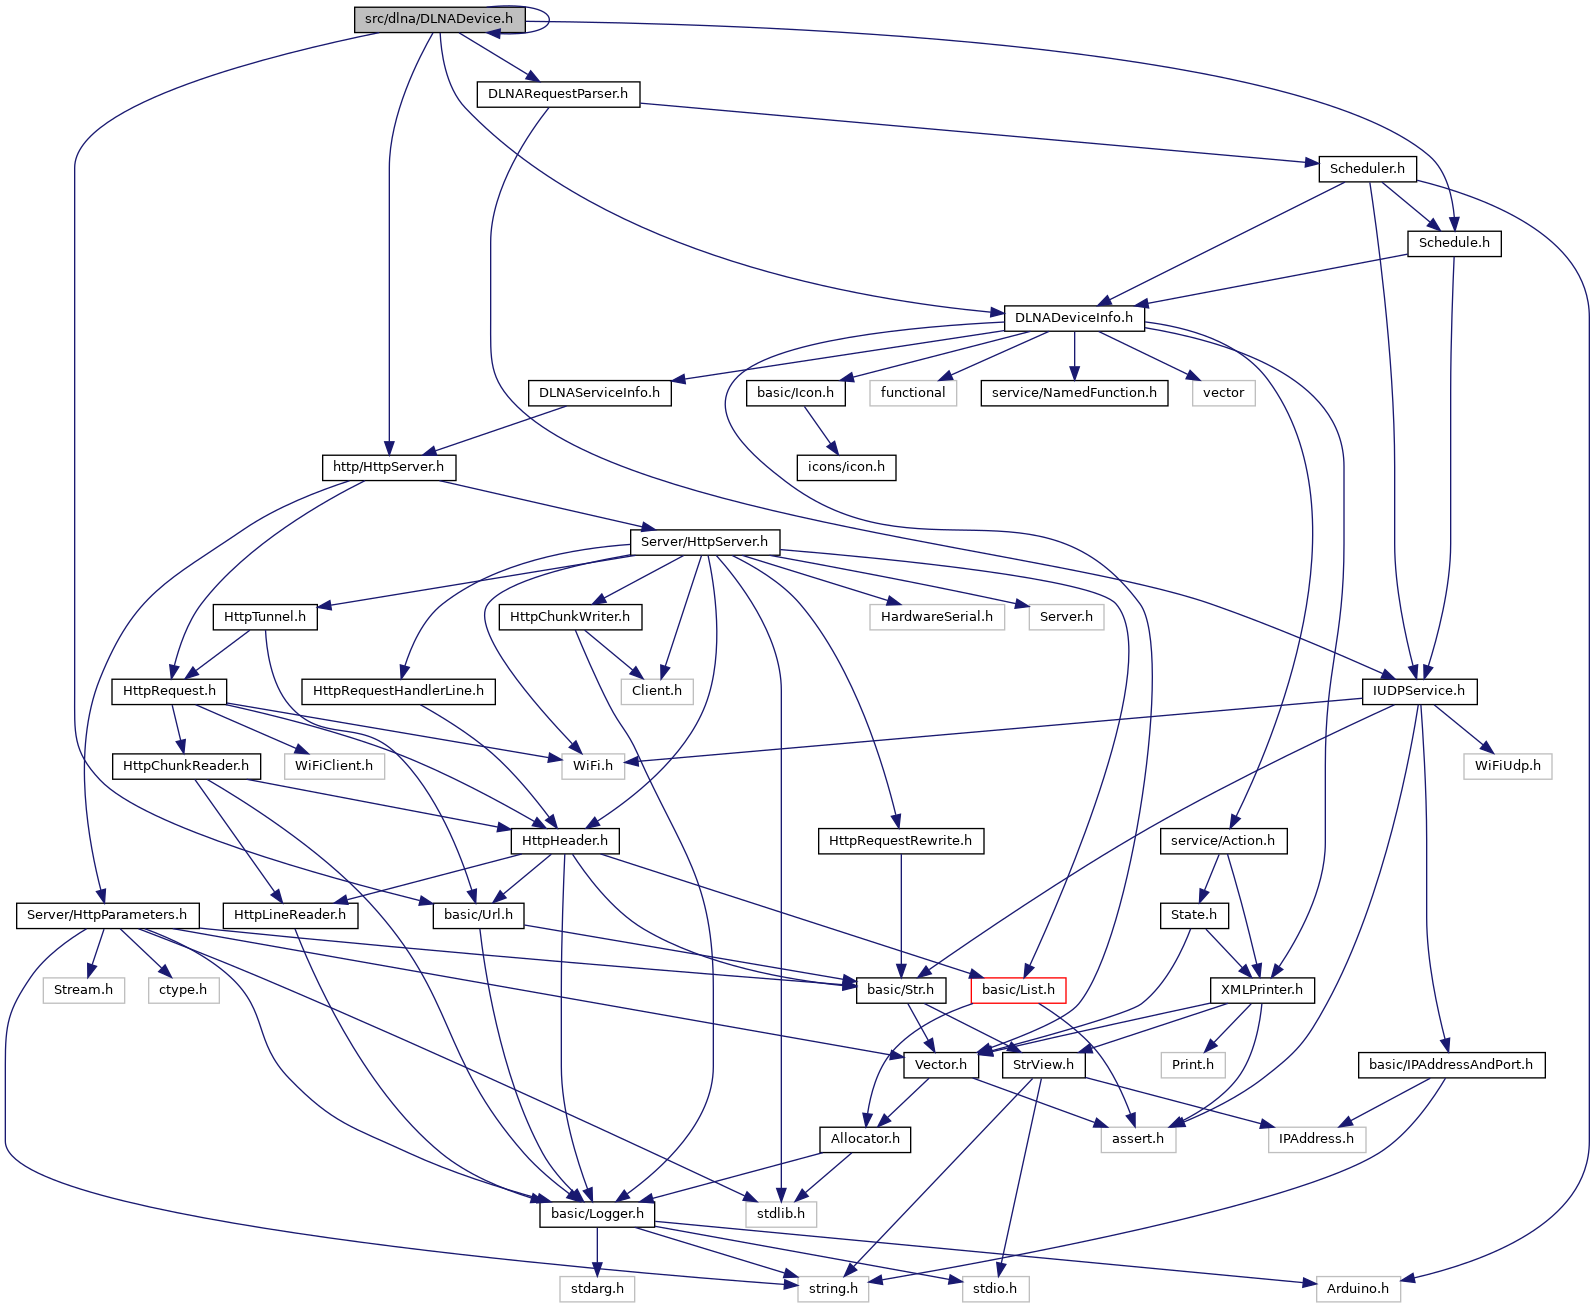 src/dlna/DLNADevice.h
DLNARequestParser.h
Scheduler.h
Schedule.h
DLNADeviceInfo.h
DLNAServiceInfo.h
basic/Icon.h
functional
service/NamedFunction.h
vector
http/HttpServer.h
icons/icon.h
Server/HttpServer.h
HttpTunnel.h
HttpChunkWriter.h
HardwareSerial.h
Server.h
HttpRequest.h
HttpRequestHandlerLine.h
Client.h
IUDPService.h
HttpChunkReader.h
WiFiClient.h
WiFi.h
WiFiUdp.h
HttpHeader.h
HttpRequestRewrite.h
service/Action.h
Server/HttpParameters.h
HttpLineReader.h
basic/Url.h
State.h
Stream.h
ctype.h
basic/Str.h
basic/List.h
XMLPrinter.h
Vector.h
StrView.h
Print.h
basic/IPAddressAndPort.h
Allocator.h
assert.h
IPAddress.h
basic/Logger.h
stdlib.h
stdarg.h
string.h
stdio.h
Arduino.h